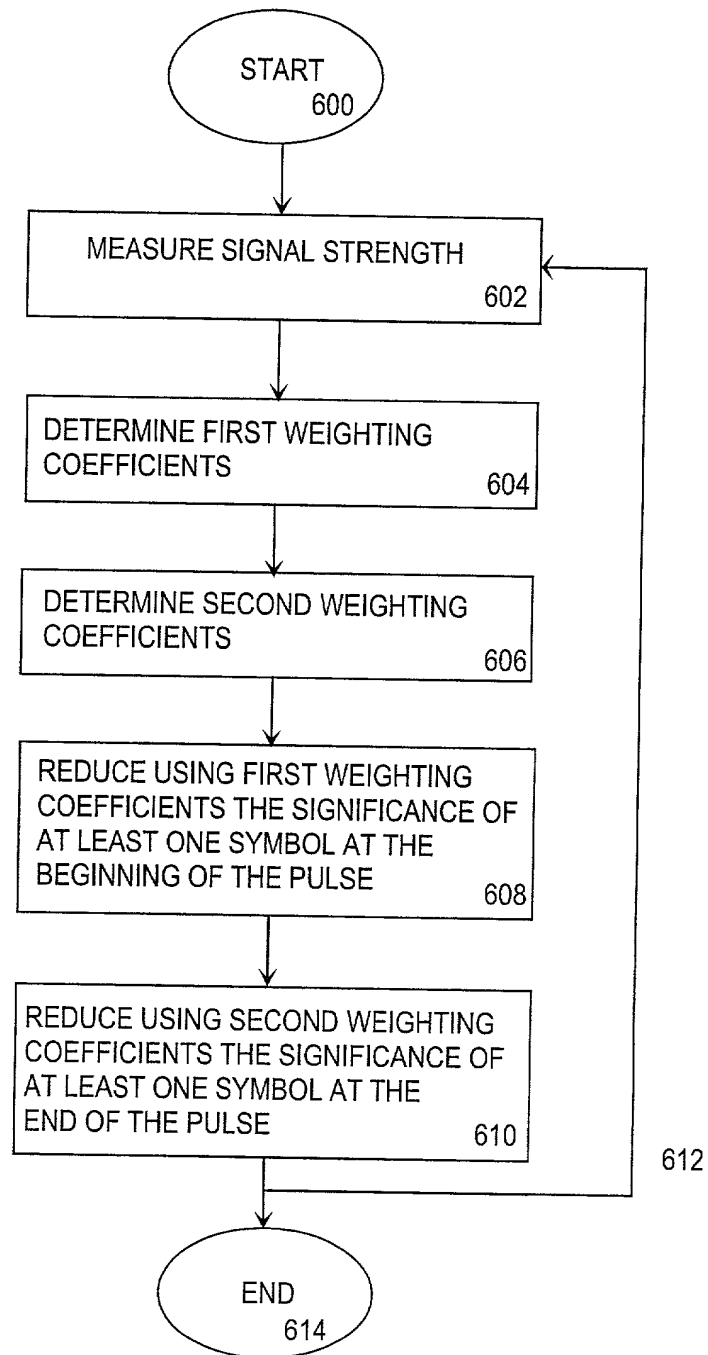 START
600
MEASURE SIGNAL STRENGTH
602
DETERMINE FIRST WEIGHTING
COEFFICIENTS
604
DETERMINE SECOND WEIGHTING
COEFFICIENTS
606
REDUCE USING FIRST WEIGHTING
COEFFICIENTS THE SIGNIFICANCE OF
AT LEAST ONE SYMBOL AT THE
BEGINNING OF THE PULSE
608
REDUCE USING SECOND WEIGHTING
COEFFICIENTS THE SIGNIFICANCE OF
AT LEAST ONE SYMBOL AT THE
END OF THE PULSE
610
612
END
614